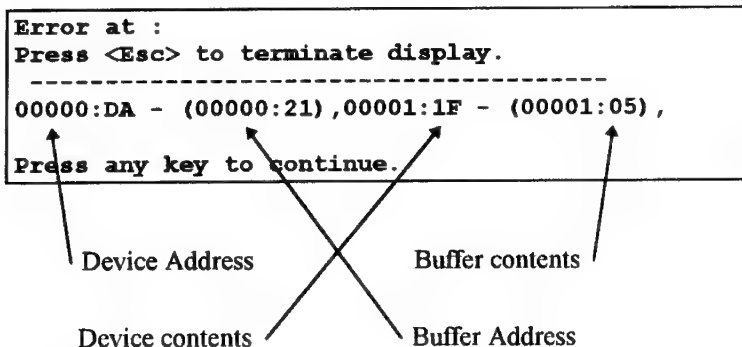 Error at :
Press <Esc> to terminate display.
----------------------------------------
00000:DA - (00000:21),00001:1F - (00001:05),
Press any key to continue.
Device Address Buffer contents
Device contents Buffer Address